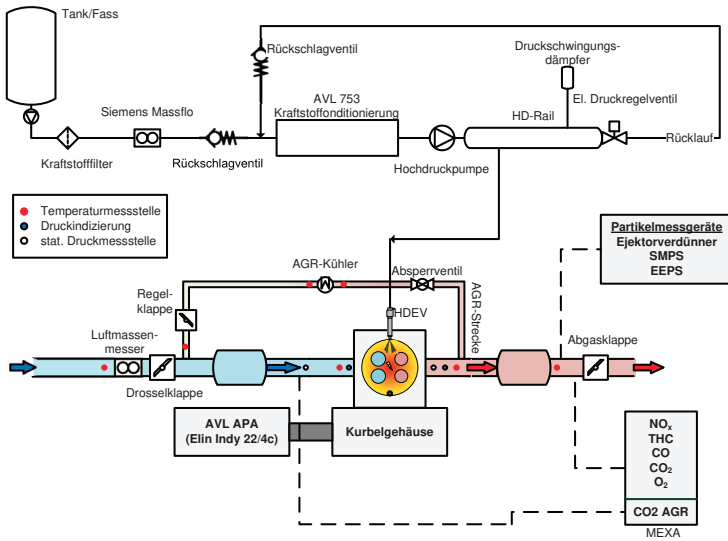 Tank/Fass
Rückschlagventil
Druckschwingungs-
dämpfer
Siemens Massflo
AVL 753
Kraftstoffonditionierung
El. Druckregelventil
HD-Rail
Rücklauf
Kraftstofffilter
Rückschlagventil
Hochdruckpumpe
Temperaturmessstelle
Druckindizierung
stat. Druckmessstelle
Partikelmessgeräte
Ejektorverdünner
SMPS
EEPS
AGR-Kühler
Absperrventil
Regel-
klappe
AGR-Strecke
HDEV
Luftmassen-
messer
Abgasklappe
Drosselklappe
AVL APA
(Elin Indy 22/4c)
Kurbelgehäuse
NOx
THC
CO
CO2
O2
CO2 AGR
MEXA